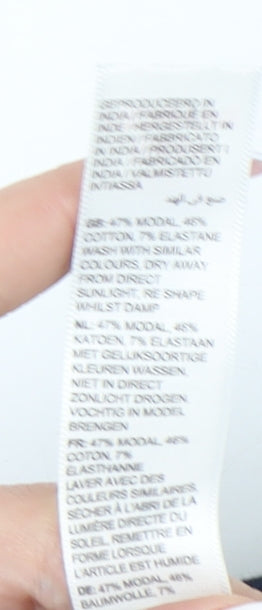 GEPRODUCEERD IN
INDIA / FABRIQUE EN
INDE / HERGESTELLT IN
INDIEN / FABBRICATO
IN INDIA / PRODUSERT I
INDIA / FABRICADO EN
INDIA / VALMISTETTU
INTIASSA
صنع في الهند
GB: 47% MODAL, 46%
COTTON, 7% ELASTANE
WASH WITH SIMILAR
COLOURS, DRY AWAY
FROM DIRECT
SUNLIGHT, RE SHAPE
WHILST DAMP
NL: 47% MODAL, 46%
KATOEN, 7% ELASTAAN
MET GELIJKSOORTIGE
KLEUREN WASSEN,
NIET IN DIRECT
ZONLICHT DROGEN.
VOCHTIG IN MODEL
BRENGEN
FR: 47% MODAL, 46%
COTON, 7%
ELASTHANNE
LAVER AVEC DES
COULEURS SIMILAIRES.
SÉCHER À L'ABRI DE LA
LUMIÈRE DIRECTE DU
SOLEIL, REMETTRE EN
FORME LORSQUE
L'ARTICLE EST HUMIDE.
DE: 47% MODAL, 46%
BAUMWOLLE, 7%